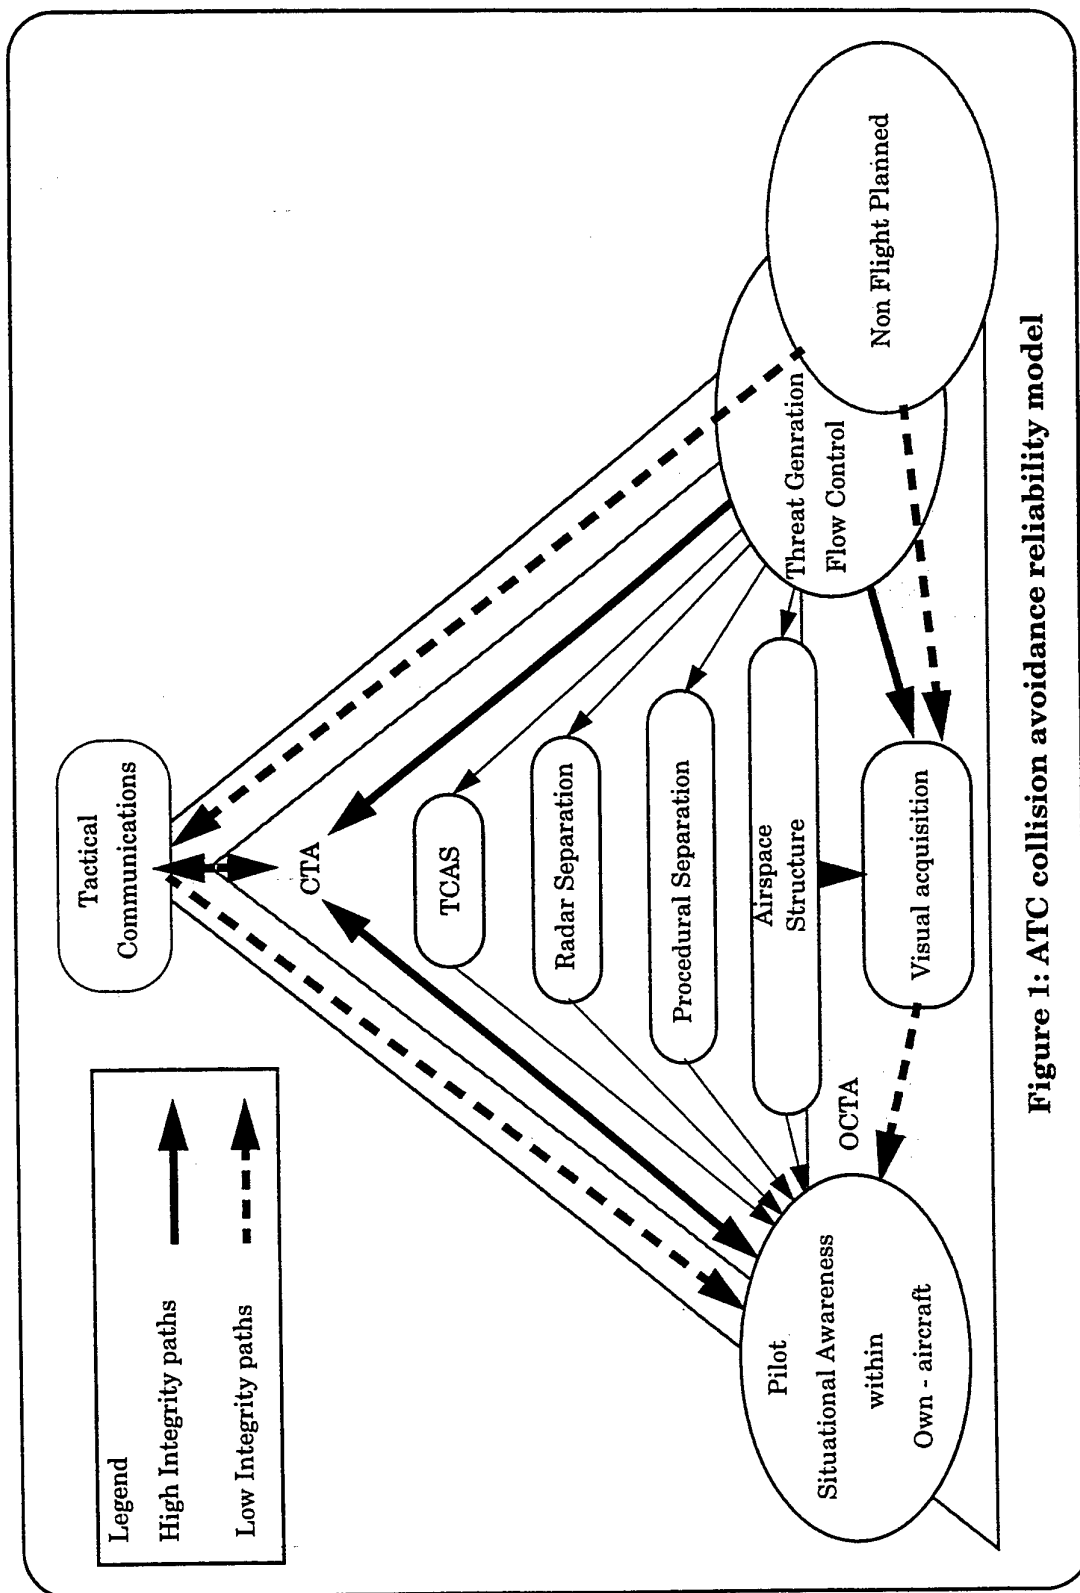 Legend
High Integrity paths
Low Integrity paths
Tactical
Communications
CTA
TCAS
Radar Separation
Procedural Separation
Airspace
Structure
OCTA
Visual acquisition
Pilot
Situational Awareness
within
Own - aircraft
Threat Genration
Flow Control
Non Flight Planned
Figure 1: ATC collision avoidance reliability model